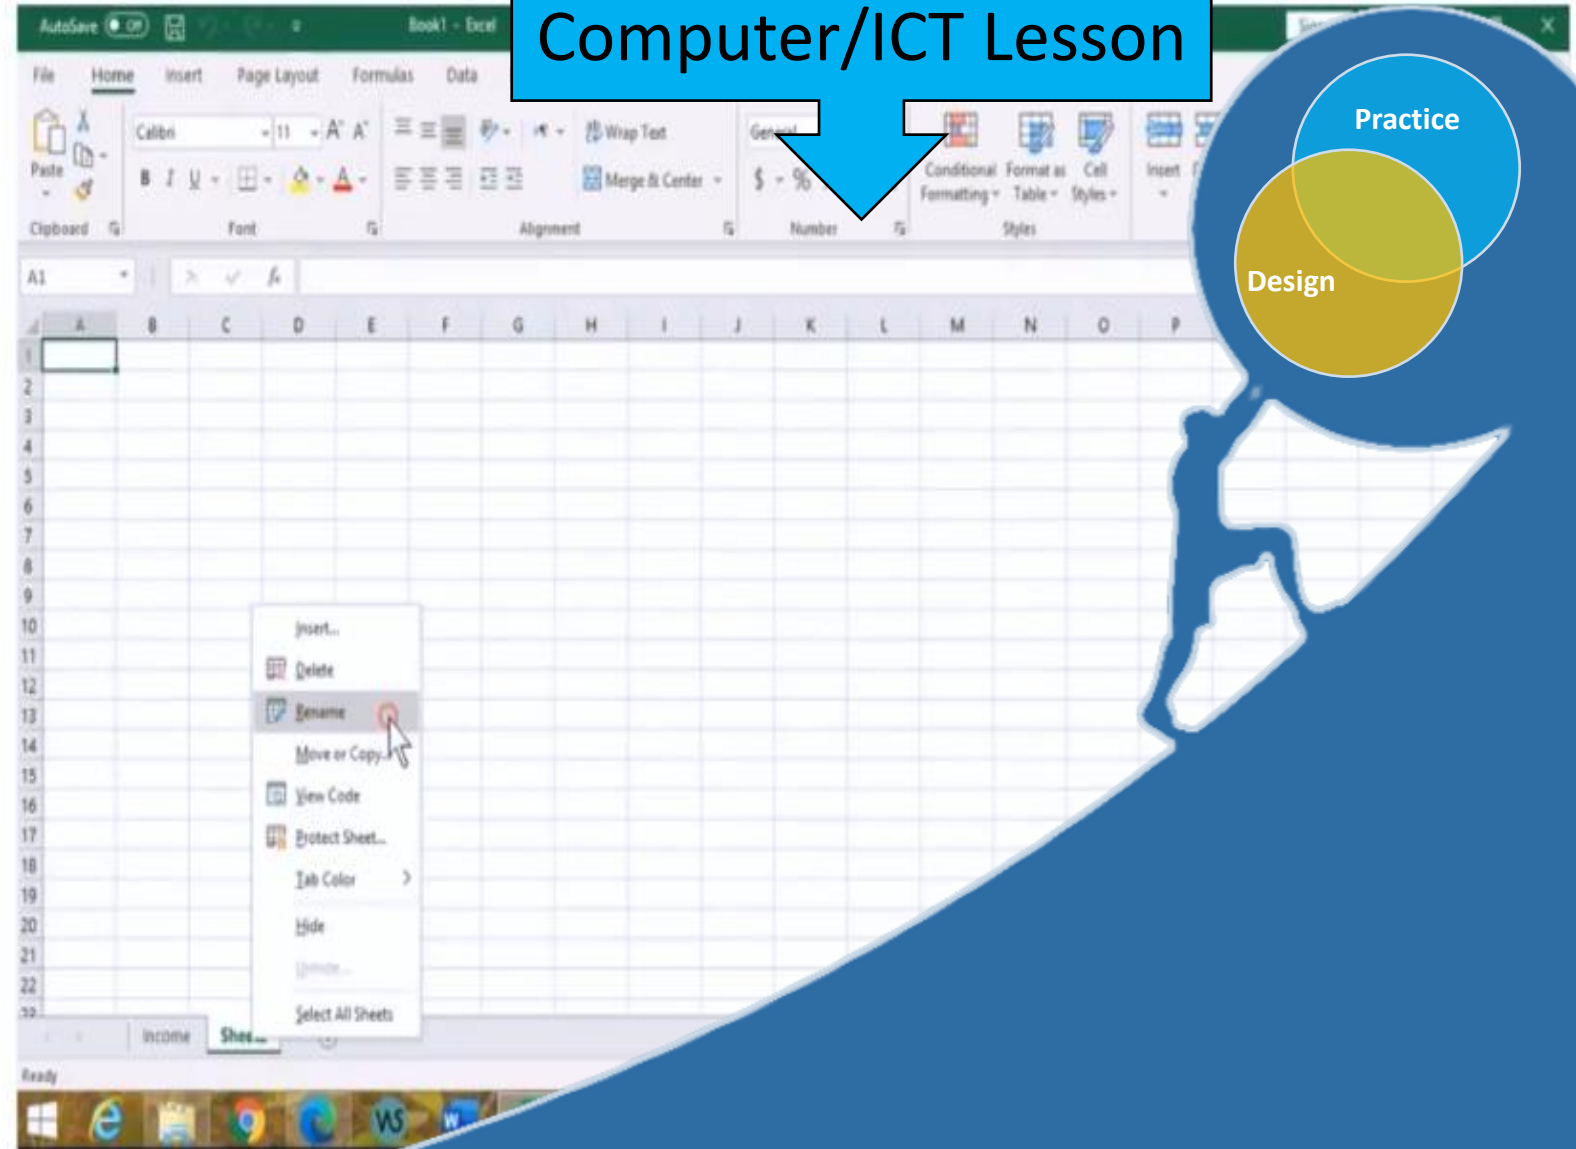 Computer/ICT Lesson
AutoSave Off
Book1 - Excel
File Home Insert Page Layout Formulas Data
Practice
Design
Paste
Calibri 11 A A
Wrap Text
General
B I U A
Merge & Center
$ %
Conditional Formatting
Format as Table
Cell Styles
Insert
Clipboard Font Alignment Number Styles
A1 fx
A B C D E F G H I J K L M N O P
1
2
3
4
5
6
7
8
9
10
11
12
13
14
15
16
17
18
19
20
21
22
Insert...
Delete
Rename
Move or Copy...
View Code
Protect Sheet...
Tab Color
Hide
Unhide...
Select All Sheets
Income
Ready
W